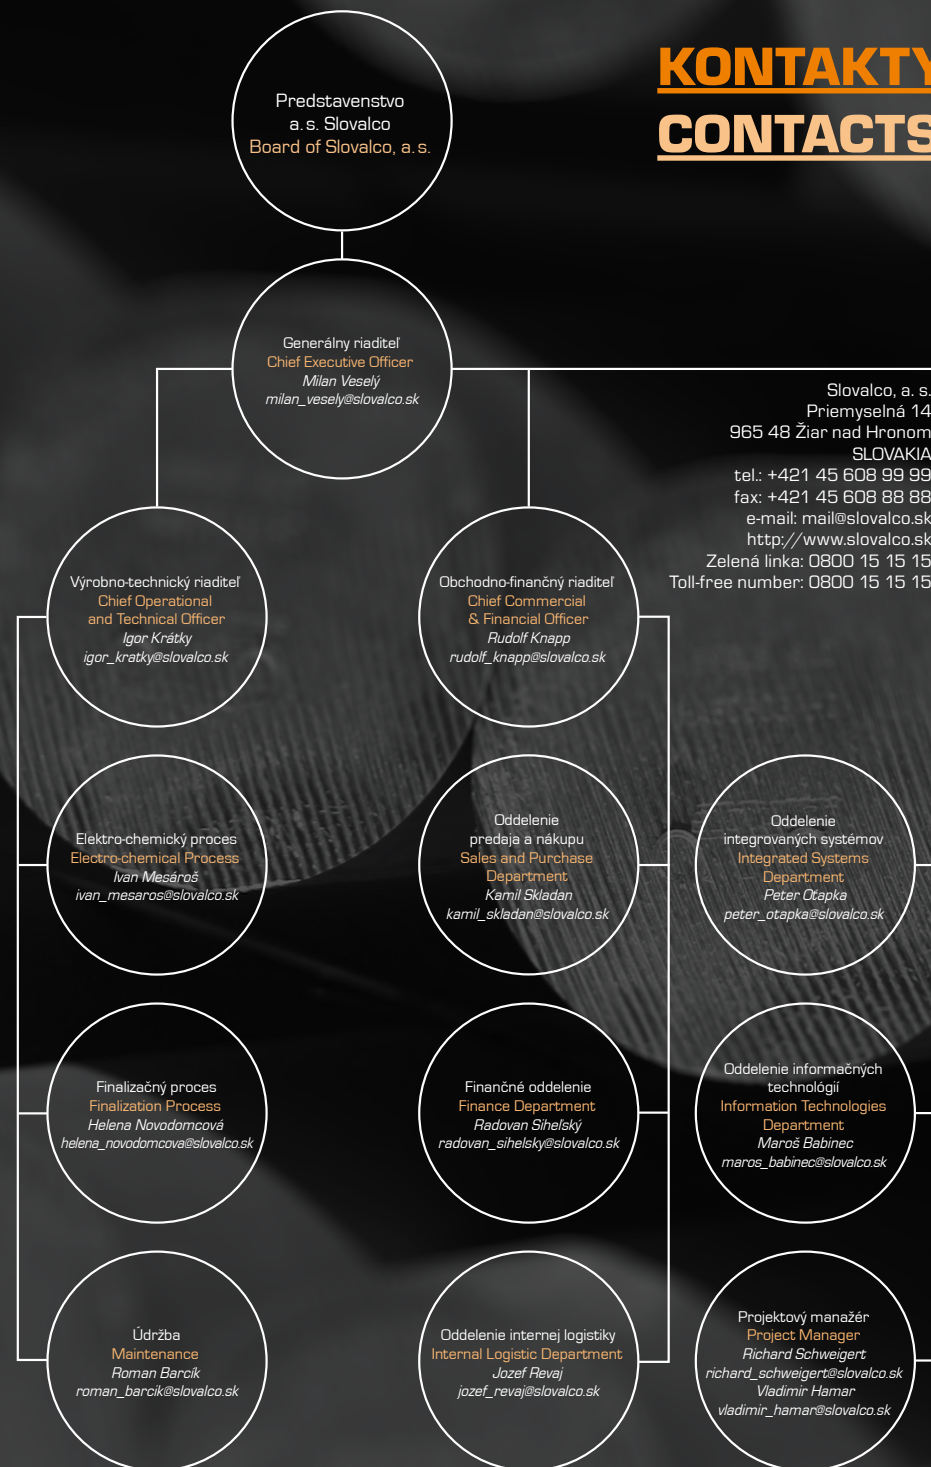 KONTAKTY
CONTACTS
Predstavenstvo
a. s. Slovalco
Board of Slovalco, a. s.
Generálny riaditeľ
Chief Executive Officer
Milan Veselý
milan_vesely@slovalco.sk
Slovalco, a. s.
Priemyselná 14
965 48 Žiar nad Hronom
SLOVAKIA
tel.: +421 45 608 99 99
fax: +421 45 608 88 88
e-mail: mail@slovalco.sk
http://www.slovalco.sk
Zelená linka: 0800 15 15 15
Toll-free number: 0800 15 15 15
Výrobno-technický riaditeľ
Chief Operational
and Technical Officer
Igor Krátky
igor_kratky@slovalco.sk
Obchodno-finančný riaditeľ
Chief Commercial
& Financial Officer
Rudolf Knapp
rudolf_knapp@slovalco.sk
Elektro-chemický proces
Electro-chemical Process
Ivan Mesároš
ivan_mesaros@slovalco.sk
Oddelenie
predaja a nákupu
Sales and Purchase
Department
Kamil Skladan
kamil_skladan@slovalco.sk
Oddelenie
integrovaných systémov
Integrated Systems
Department
Peter Oťapka
peter_otapka@slovalco.sk
Finalizačný proces
Finalization Process
Helena Novodomcová
helena_novodomcova@slovalco.sk
Finančné oddelenie
Finance Department
Radovan Siheľský
radovan_sihelsky@slovalco.sk
Oddelenie informačných
technológií
Information Technologies
Department
Maroš Babinec
maros_babinec@slovalco.sk
Údržba
Maintenance
Roman Barcík
roman_barcik@slovalco.sk
Oddelenie internej logistiky
Internal Logistic Department
Jozef Revaj
jozef_revaj@slovalco.sk
Projektový manažér
Project Manager
Richard Schweigert
richard_schweigert@slovalco.sk
Vladimir Hamar
vladimir_hamar@slovalco.sk